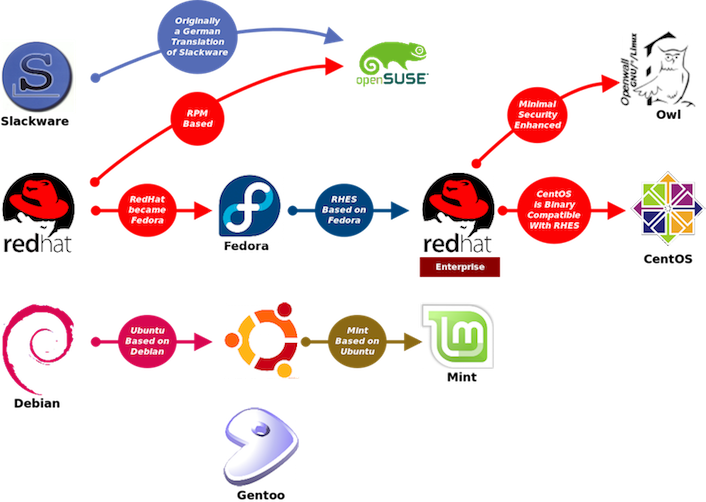 Originally
a German
Translation
of Slackware
openSUSE
Openwall
GNU/*/Linux
S
Slackware
RPM
Based
Minimal
Security
Enhanced
Owl
redhat
RedHat
became
Fedora
Fedora
RHES
Based on
Fedora
redhat
Enterprise
CentOS
is Binary
Compatible
With RHES
CentOS
Debian
Ubuntu
Based on
Debian
Mint
Based on
Ubuntu
lm
Mint
Gentoo